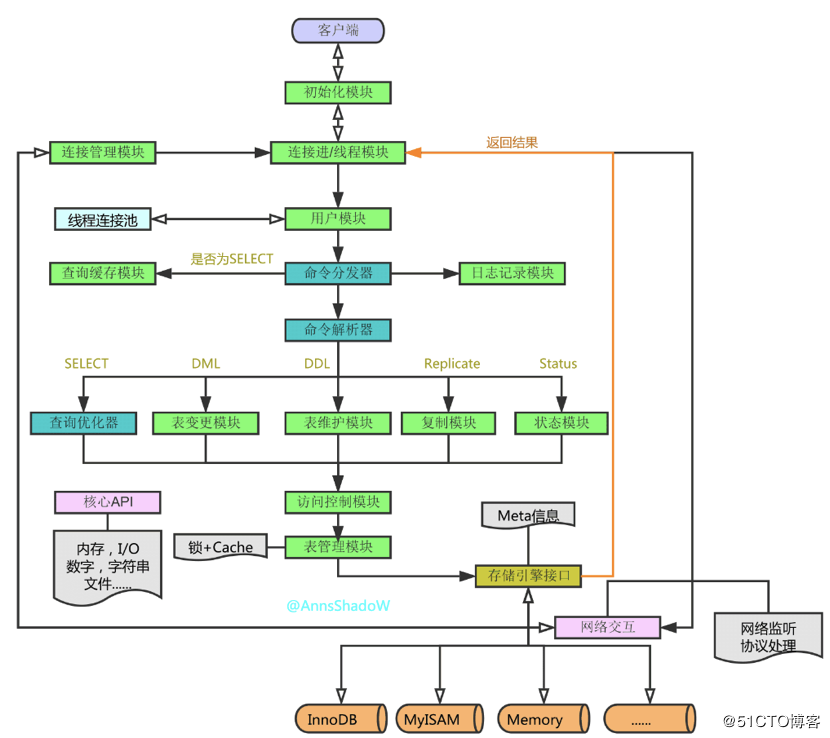 客户端
初始化模块
返回结果
连接管理模块
连接进/线程模块
线程连接池
用户模块
是否为SELECT
查询缓存模块
命令分发器
日志记录模块
命令解析器
SELECT
DML
DDL
Replicate
Status
查询优化器
表变更模块
表维护模块
复制模块
状态模块
核心API
访问控制模块
Meta信息
内存，I/O
数字，字符串
文件......
锁+Cache
表管理模块
存储引擎接口
@AnnsShadoW
网络交互
网络监听
协议处理
InnoDB
MyISAM
Memory
......
@51CTO博客